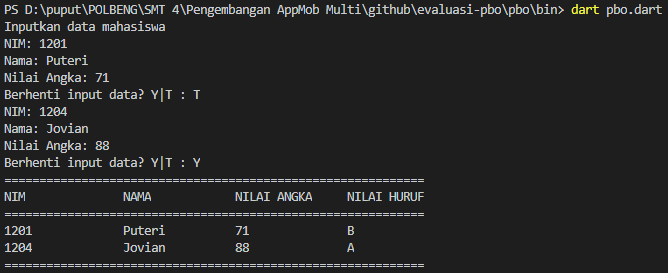 PS D:\puput\POLBENG\SMT 4\Pengembangan AppMob Multi\github\evaluasi-pbo\pbo\bin> dart pbo.dart
Inputkan data mahasiswa
NIM: 1201
Nama: Puteri
Nilai Angka: 71
Berhenti input data? Y|T : T
NIM: 1204
Nama: Jovian
Nilai Angka: 88
Berhenti input data? Y|T : Y
============================================================
NIM NAMA NILAI ANGKA NILAI HURUF
============================================================
1201 Puteri 71 B
1204 Jovian 88 A
============================================================